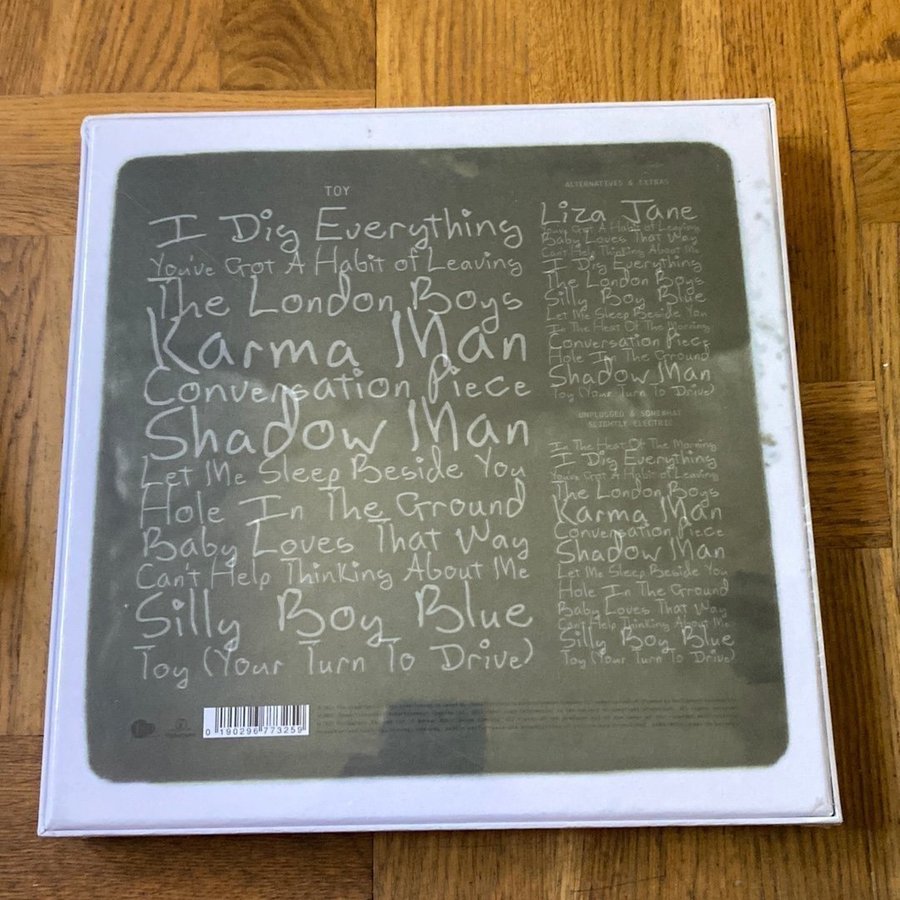 TOY
I Dig Everything
You've Got A Habit of Leaving
The London Boys
Karma Man
Conversation Piece
Shadow Man
Let Me Sleep Beside You
Hole In The Ground
Baby Loves That Way
Can't Help Thinking About Me
Silly Boy Blue
Toy (Your Turn To Drive)
ALTERNATIVES & EXTRAS
Liza Jane
You've Got A Habit of Leaving
Baby Loves That Way
Can't Help Thinking About Me
I Dig Everything
The London Boys
Silly Boy Blue
Let Me Sleep Beside You
In The Heat Of The Morning
Conversation Piece
Hole In The Ground
Shadow Man
Toy (Your Turn To Drive)
UNPLUGGED & SOMEWHAT
SLIGHTLY ELECTRIC
In The Heat Of The Morning
I Dig Everything
You've Got A Habit of Leaving
The London Boys
Karma Man
Conversation Piece
Shadow Man
Let Me Sleep Beside You
Hole In The Ground
Baby Loves That Way
Can't Help Thinking About Me
Silly Boy Blue
Toy (Your Turn To Drive)
0 190296 773259